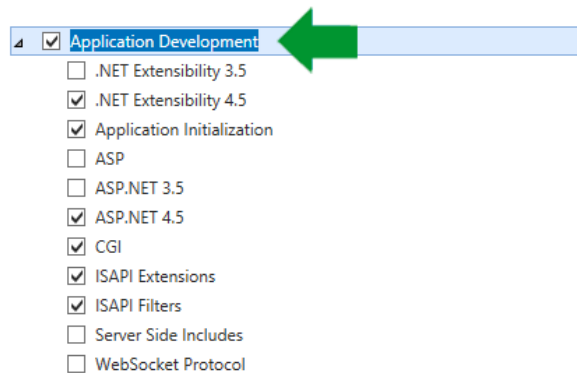 Application Development
.NET Extensibility 3.5
.NET Extensibility 4.5
Application Initialization
ASP
ASP.NET 3.5
ASP.NET 4.5
CGI
ISAPI Extensions
ISAPI Filters
Server Side Includes
WebSocket Protocol